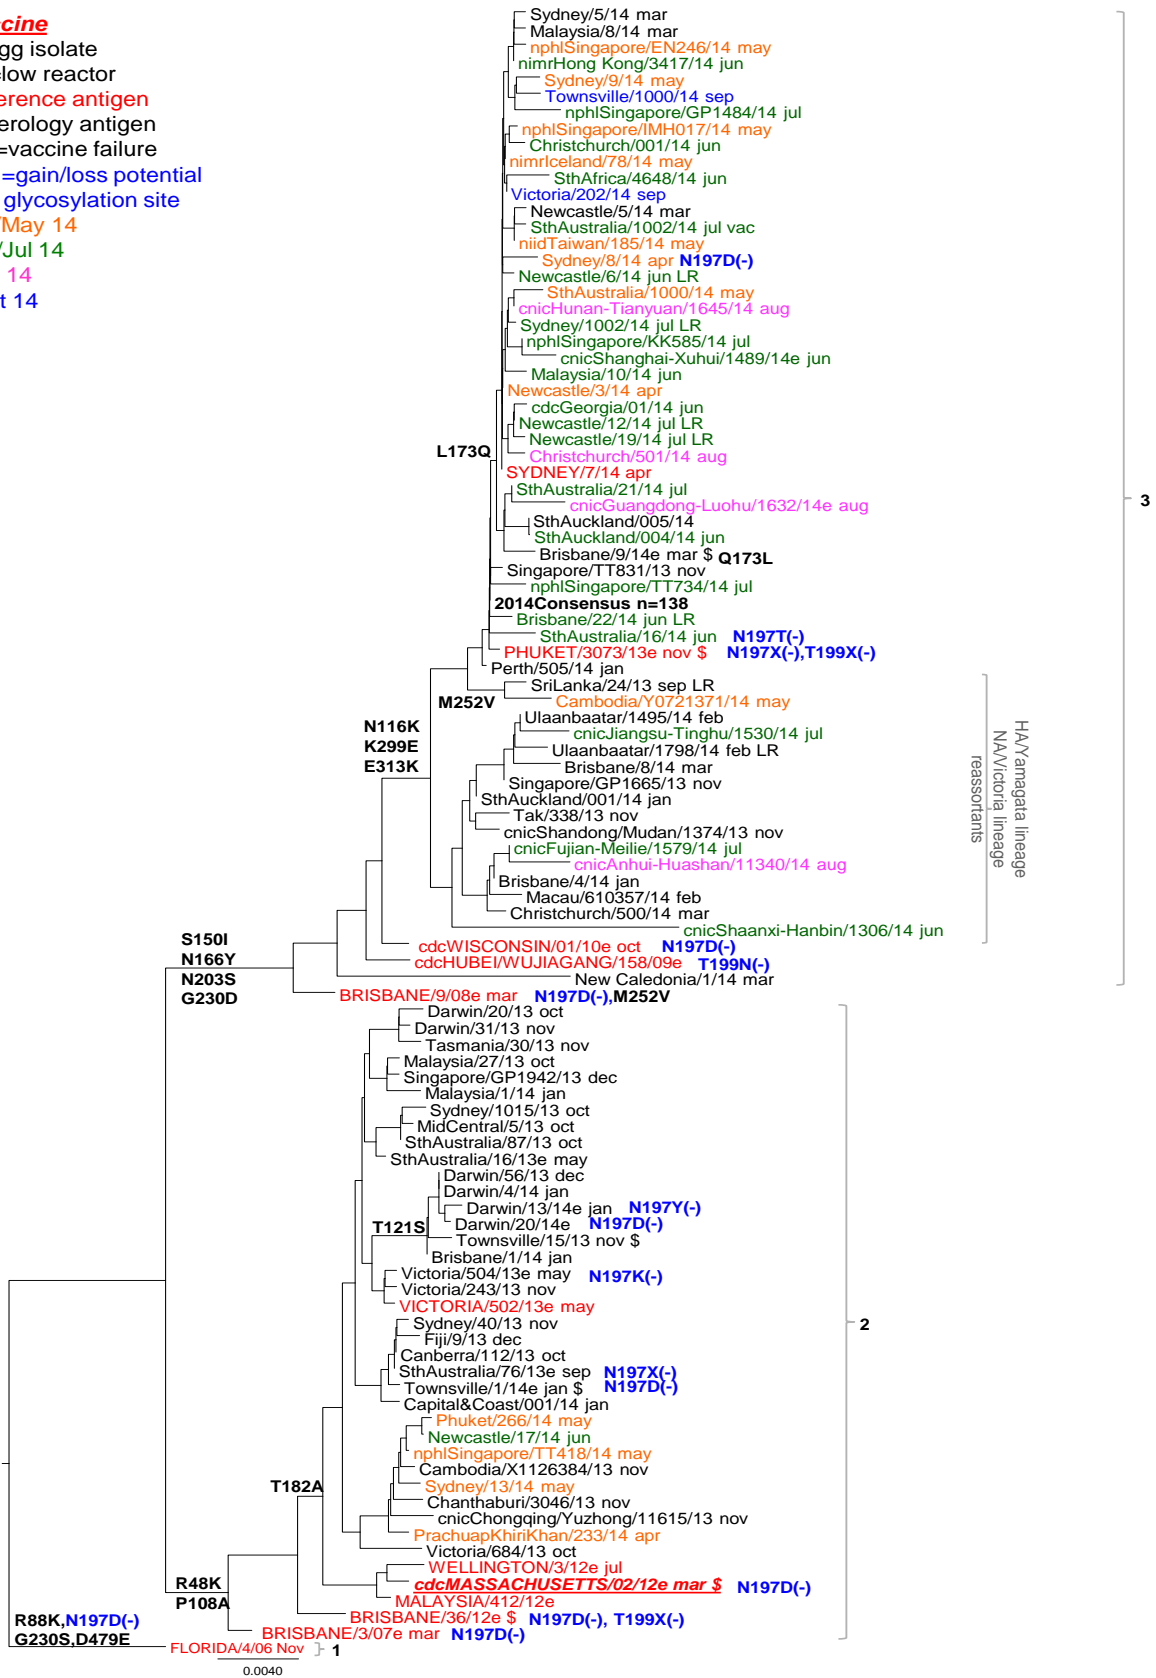 cine
gg isolate
low reactor
erence antigen
erology antigen
=vaccine failure
=gain/loss potential
glycosylation site
/May 14
/Jul 14
14
t 14
Sydney/5/14 mar
Malaysia/8/14 mar
nphlSingapore/EN246/14 may
nimrHong Kong/3417/14 jun
Sydney/9/14 may
Townsville/1000/14 sep
nphlSingapore/GP1484/14 jul
nphlSingapore/IMH017/14 may
Christchurch/001/14 jun
nimrIceland/78/14 may
SthAfrica/4648/14 jun
Victoria/202/14 sep
Newcastle/5/14 mar
SthAustralia/1002/14 jul vac
niidTaiwan/185/14 may
Sydney/8/14 apr N197D(-)
Newcastle/6/14 jun LR
SthAustralia/1000/14 may
cnicHunan-Tianyuan/1645/14 aug
Sydney/1002/14 jul LR
nphlSingapore/KK585/14 jul
cnicShanghai-Xuhui/1489/14e jun
Malaysia/10/14 jun
Newcastle/3/14 apr
cdcGeorgia/01/14 jun
Newcastle/12/14 jul LR
Newcastle/19/14 jul LR
L173Q
Christchurch/501/14 aug
SYDNEY/7/14 apr
SthAustralia/21/14 jul
cnicGuangdong-Luohu/1632/14e aug
3
SthAuckland/005/14
SthAuckland/004/14 jun
Brisbane/9/14e mar $ Q173L
Singapore/TT831/13 nov
nphlSingapore/TT734/14 jul
2014Consensus n=138
Brisbane/22/14 jun LR
SthAustralia/16/14 jun N197T(-)
PHUKET/3073/13e nov $ N197X(-),T199X(-)
Perth/505/14 jan
SriLanka/24/13 sep LR
M252V
Cambodia/Y0721371/14 may
Ulaanbaatar/1495/14 feb
N116K
K299E
E313K
cnicJiangsu-Tinghu/1530/14 jul
Ulaanbaatar/1798/14 feb LR
Brisbane/8/14 mar
Singapore/GP1665/13 nov
SthAuckland/001/14 jan
Tak/338/13 nov
cnicShandong/Mudan/1374/13 nov
HA/Yamagata lineage
NA/Victoria lineage
reassortants
cnicFujian-Meilie/1579/14 jul
cnicAnhui-Huashan/11340/14 aug
Brisbane/4/14 jan
Macau/610357/14 feb
Christchurch/500/14 mar
cnicShaanxi-Hanbin/1306/14 jun
S150I
N166Y
N203S
G230D
cdcWISCONSIN/01/10e oct N197D(-)
cdcHUBEI/WUJIAGANG/158/09e T199N(-)
New Caledonia/1/14 mar
BRISBANE/9/08e mar N197D(-),M252V
Darwin/20/13 oct
Darwin/31/13 nov
Tasmania/30/13 nov
Malaysia/27/13 oct
Singapore/GP1942/13 dec
Malaysia/1/14 jan
Sydney/1015/13 oct
MidCentral/5/13 oct
SthAustralia/87/13 oct
SthAustralia/16/13e may
Darwin/56/13 dec
Darwin/4/14 jan
Darwin/13/14e jan N197Y(-)
T121S
Darwin/20/14e N197D(-)
Townsville/15/13 nov $
Brisbane/1/14 jan
Victoria/504/13e may N197K(-)
Victoria/243/13 nov
VICTORIA/502/13e may
Sydney/40/13 nov
2
Fiji/9/13 dec
Canberra/112/13 oct
SthAustralia/76/13e sep N197X(-)
Townsville/1/14e jan $ N197D(-)
Capital&Coast/001/14 jan
Phuket/266/14 may
Newcastle/17/14 jun
nphlSingapore/TT418/14 may
Cambodia/X1126384/13 nov
T182A
Sydney/13/14 may
Chanthaburi/3046/13 nov
cnicChongqing/Yuzhong/11615/13 nov
PrachuapKhiriKhan/233/14 apr
Victoria/684/13 oct
WELLINGTON/3/12e jul
R48K
P108A
cdcMASSACHUSETTS/02/12e mar $ N197D(-)
MALAYSIA/412/12e
BRISBANE/36/12e $ N197D(-), T199X(-)
BRISBANE/3/07e mar N197D(-)
R88K,N197D(-)
G230S,D479E
FLORIDA/4/06 Nov 1
0.0040